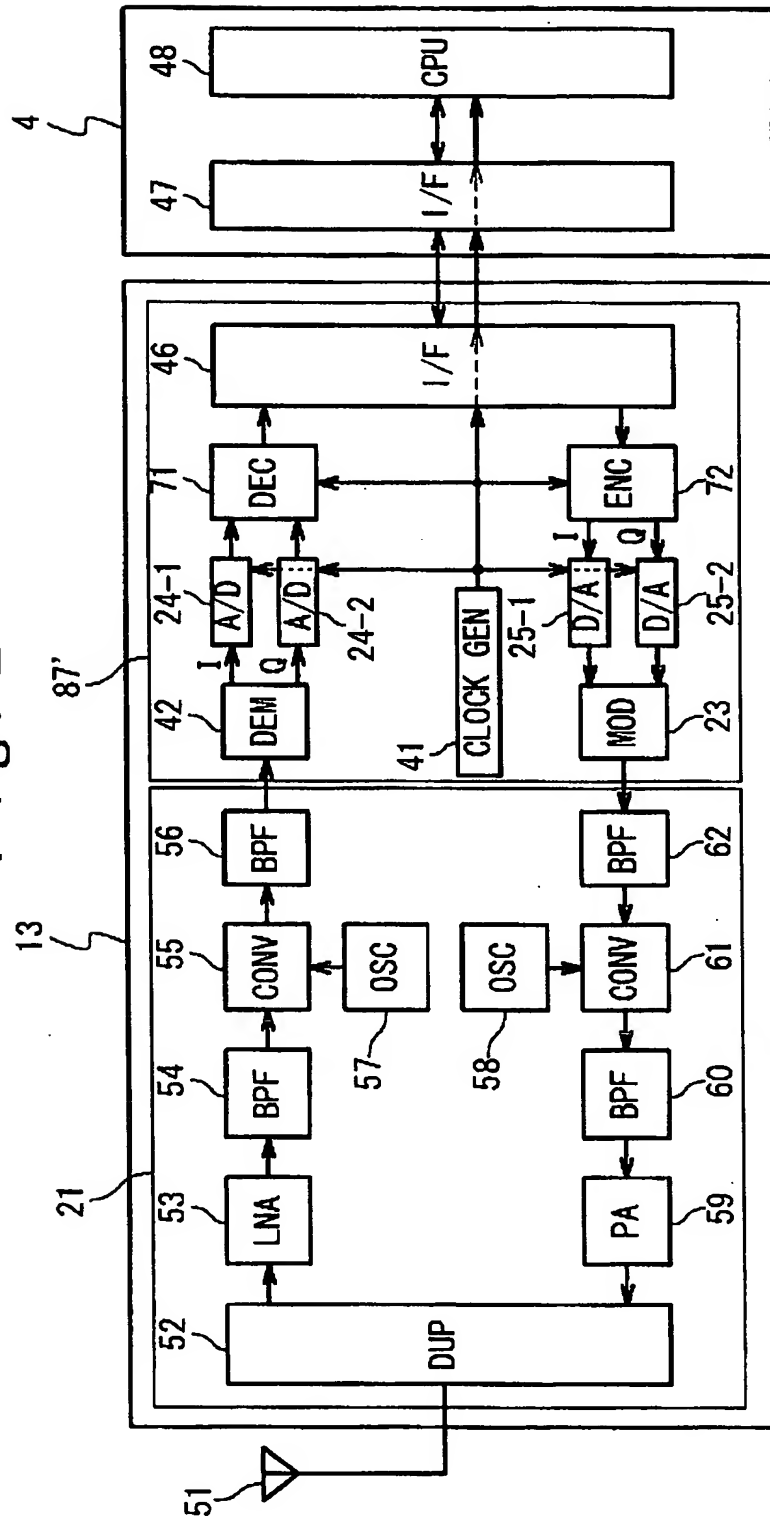 13
4
21
87'
51
52
DUP
53
LNA
54
BPF
55
CONV
56
BPF
57
OSC
58
OSC
59
PA
60
BPF
61
CONV
62
BPF
42
DEM
I
Q
24-1
A/D
A/D
24-2
71
DEC
46
I/F
41
CLOCK GEN
25-1
D/A
D/A
25-2
I
Q
23
MOD
ENC
72
47
I/F
48
CPU